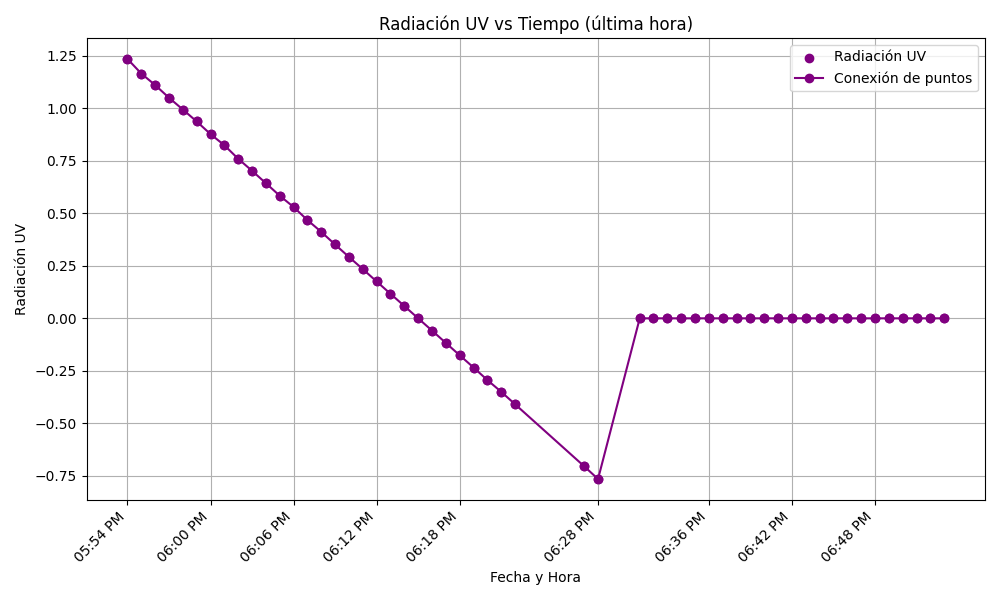 Radiación UV vs Tiempo (última hora)
Radiación UV
Conexión de puntos
Radiación UV
1.25
1.00
0.75
0.50
0.25
0.00
−0.25
−0.50
−0.75
05:54 PM
06:00 PM
06:06 PM
06:12 PM
06:18 PM
06:28 PM
06:36 PM
06:42 PM
06:48 PM
Fecha y Hora